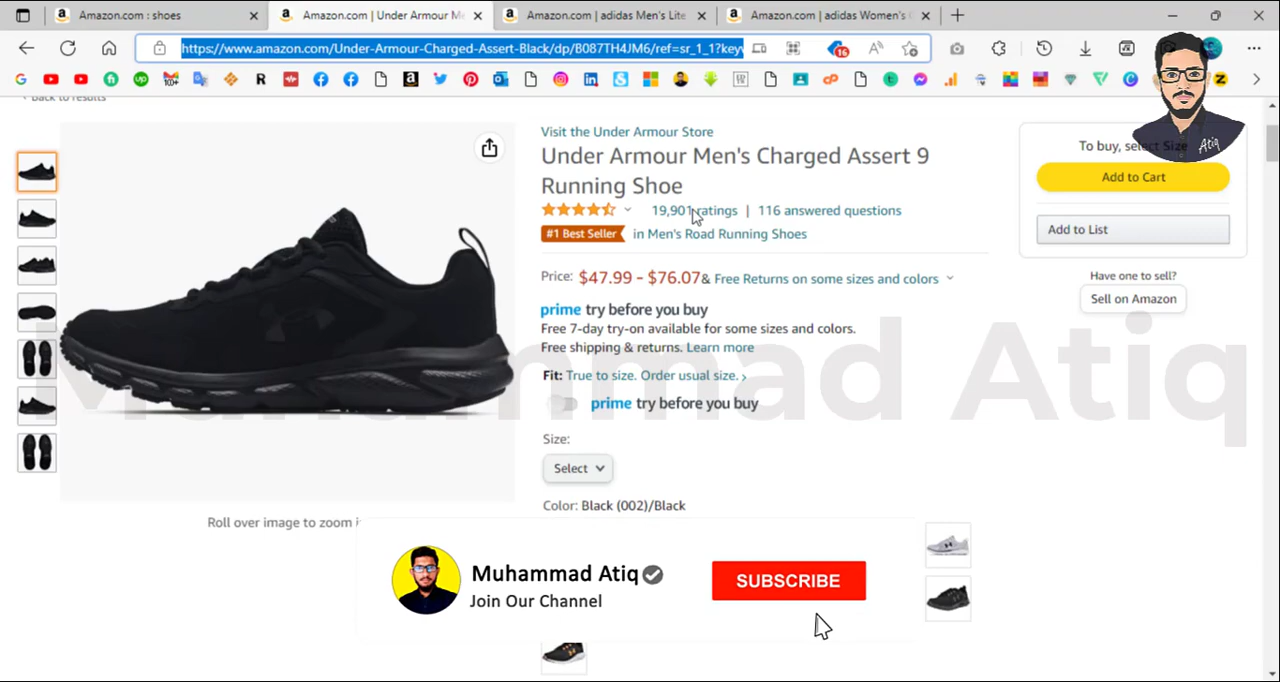 Amazon.com : shoes
Amazon.com | Under Armour Me
Amazon.com | adidas Men's Lite
Amazon.com | adidas Women's
https://www.amazon.com/Under-Armour-Charged-Assert-Black/dp/B087TH4JM6/ref=sr_1_1?keyw
16
Back to results
Visit the Under Armour Store
Under Armour Men's Charged Assert 9
Running Shoe
19,901 ratings | 116 answered questions
#1 Best Seller in Men's Road Running Shoes
Price: $47.99 - $76.07 & Free Returns on some sizes and colors
prime try before you buy
Free 7-day try-on available for some sizes and colors.
Free shipping & returns. Learn more
Fit: True to size. Order usual size. ›
prime try before you buy
Size:
Select
Color: Black (002)/Black
Roll over image to zoom i
To buy, select Size
Add to Cart
Add to List
Have one to sell?
Sell on Amazon
Atiq
Muhammad Atiq
Muhammad Atiq
Join Our Channel
SUBSCRIBE